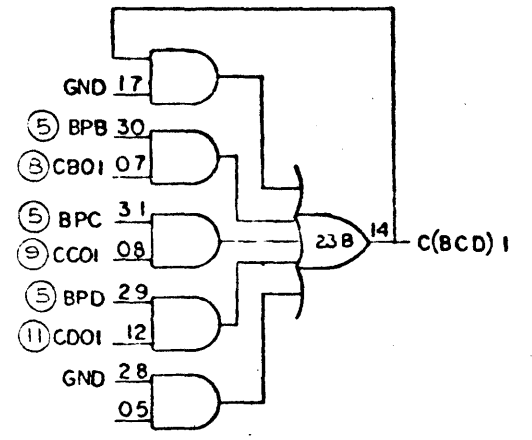 GND 17
5 BPB 30
8 CB01 07
5 BPC 31
9 CC01 08
23B 14 C(BCD) 1
5 BPD 29
11 CD01 12
GND 28
05